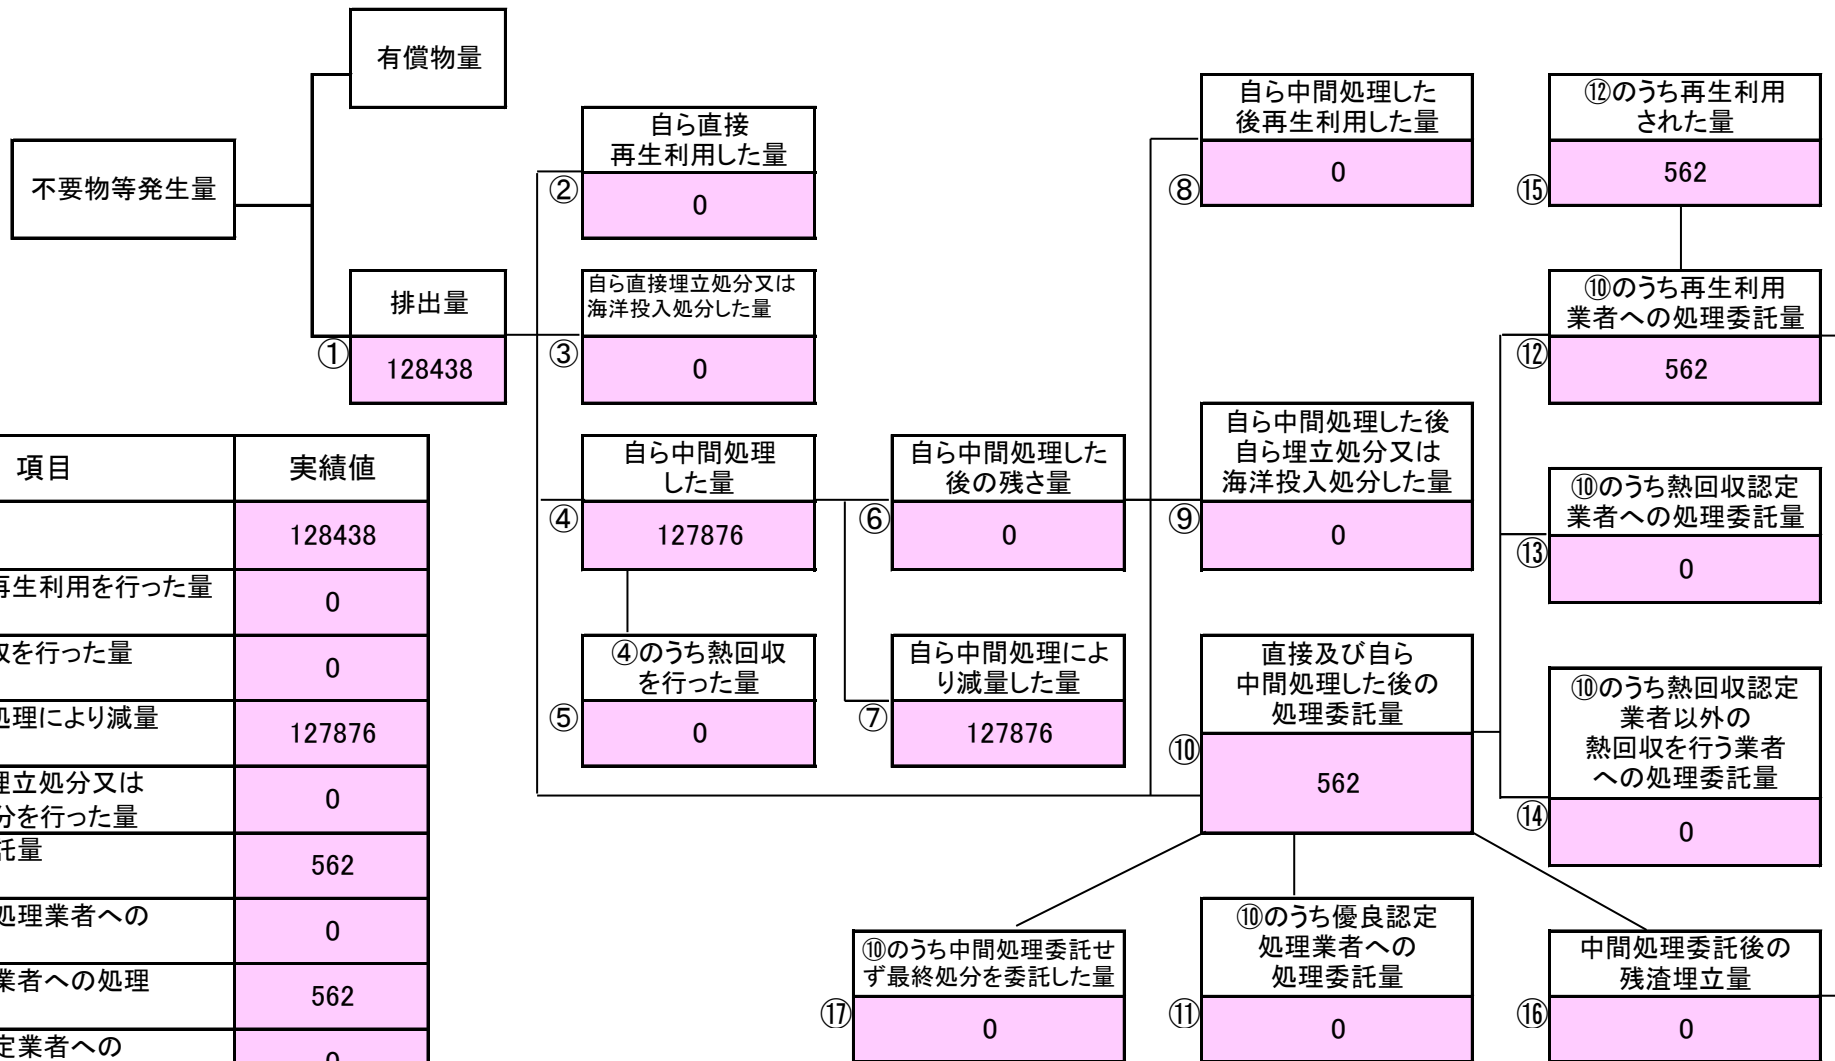 有償物量
不要物等発生量
排出量
①
128438
自ら直接
再生利用した量
②
0
自ら直接埋立処分又は
海洋投入処分した量
③
0
自ら中間処理
した量
④
127876
④のうち熱回収
を行った量
⑤
0
自ら中間処理した
後の残さ量
⑥
0
自ら中間処理によ
り減量した量
⑦
127876
自ら中間処理した
後再生利用した量
⑧
0
自ら中間処理した後
自ら埋立処分又は
海洋投入処分した量
⑨
0
直接及び自ら
中間処理した後の
処理委託量
⑩
562
⑫のうち再生利用
された量
⑮
562
⑩のうち再生利用
業者への処理委託量
⑫
562
⑩のうち熱回収認定
業者への処理委託量
⑬
0
⑩のうち熱回収認定
業者以外の
熱回収を行う業者
への処理委託量
⑭
0
⑩のうち中間処理委託せ
ず最終処分を委託した量
⑰
0
⑩のうち優良認定
処理業者への
処理委託量
⑪
0
中間処理委託後の
残渣埋立量
⑯
0
項目 実績値
128438
再生利用を行った量 0
を行った量 0
処理により減量 127876
埋立処分又は
を行った量 0
託量 562
処理業者への 0
業者への処理 562
定業者への 0